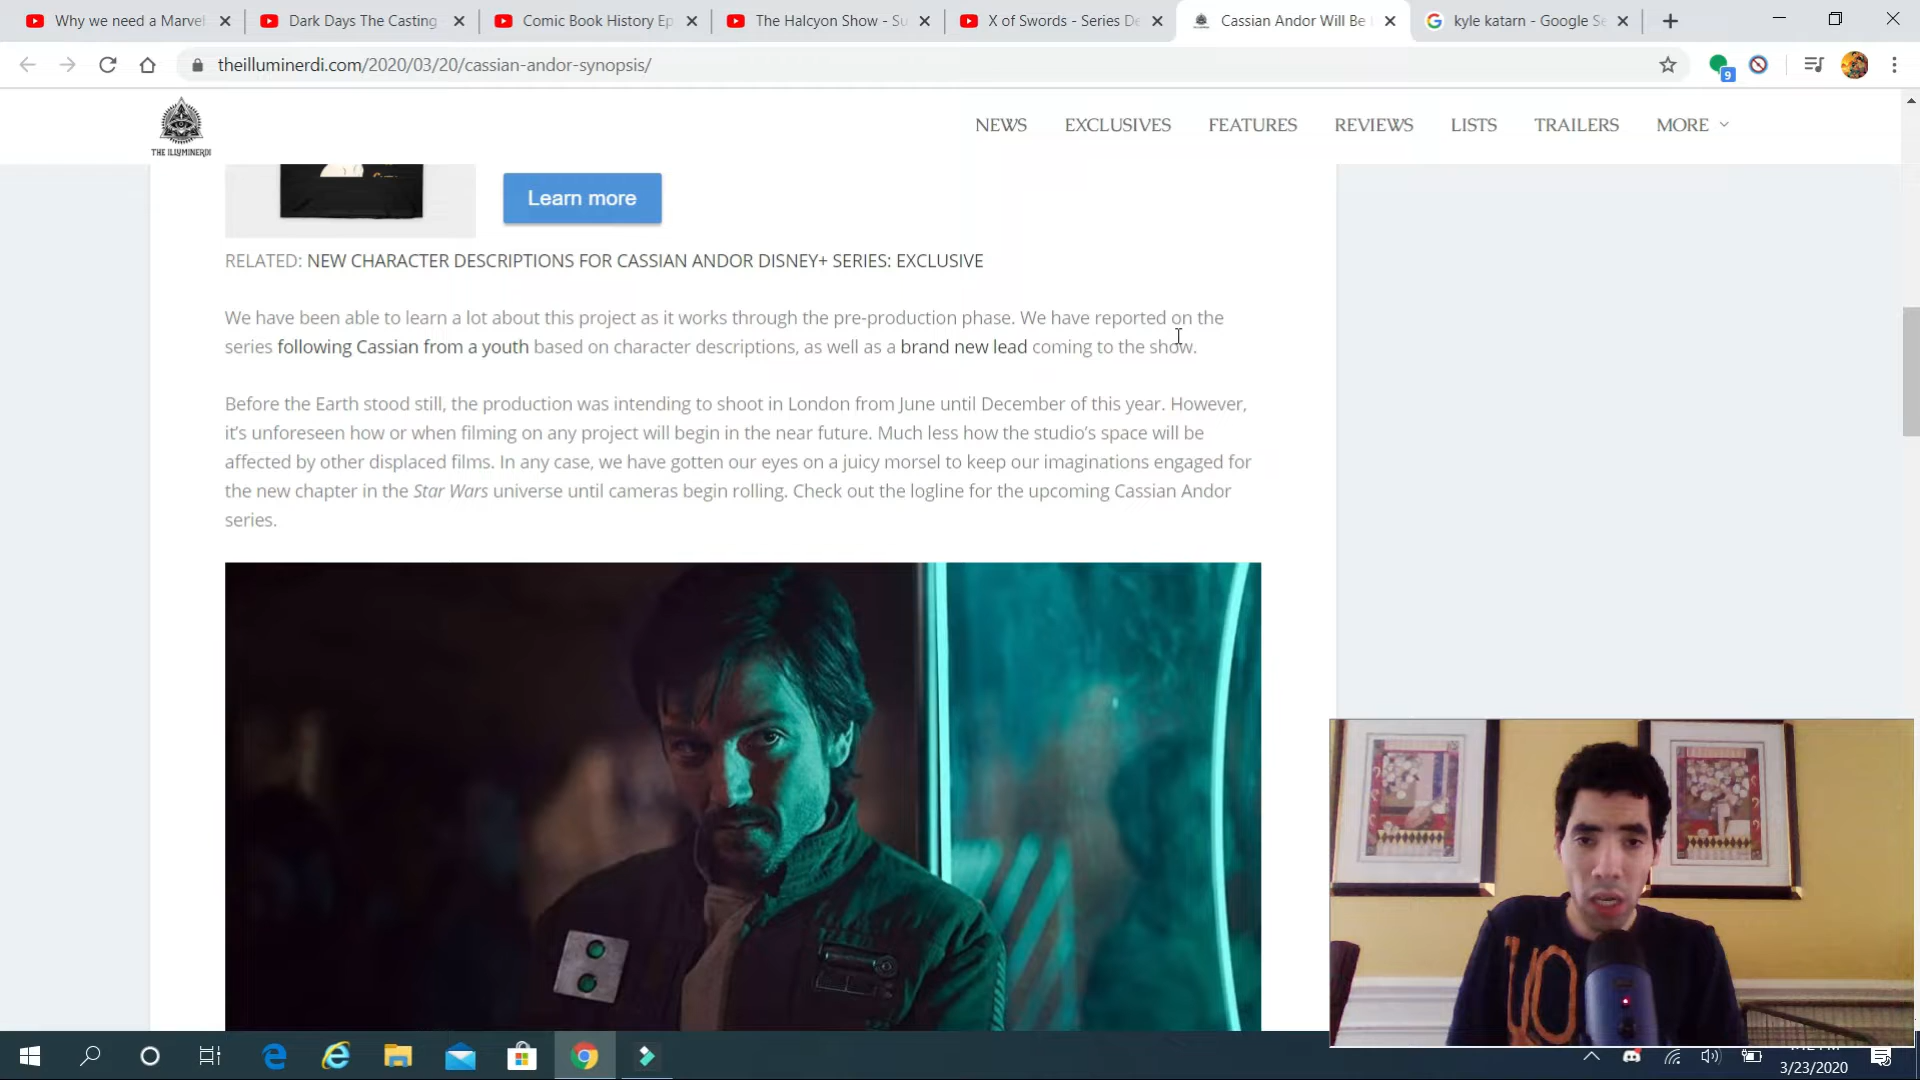 Why we need a Marvel
Dark Days The Casting
Comic Book History Ep
The Halcyon Show - Su
X of Swords - Series De
Cassian Andor Will Be
kyle katarn - Google Se
theilluminerdi.com/2020/03/20/cassian-andor-synopsis/
9
THE ILLUMINERDI
NEWS
EXCLUSIVES
FEATURES
REVIEWS
LISTS
TRAILERS
MORE
Learn more
RELATED: NEW CHARACTER DESCRIPTIONS FOR CASSIAN ANDOR DISNEY+ SERIES: EXCLUSIVE
We have been able to learn a lot about this project as it works through the pre-production phase. We have reported on the
series following Cassian from a youth based on character descriptions, as well as a brand new lead coming to the show.
Before the Earth stood still, the production was intending to shoot in London from June until December of this year. However,
it's unforeseen how or when filming on any project will begin in the near future. Much less how the studio's space will be
affected by other displaced films. In any case, we have gotten our eyes on a juicy morsel to keep our imaginations engaged for
the new chapter in the Star Wars universe until cameras begin rolling. Check out the logline for the upcoming Cassian Andor
series.
3/23/2020